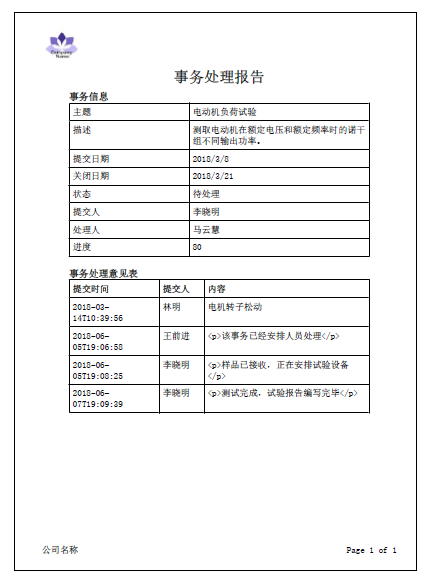 Company
Name
事务处理报告
事务信息
主题 电动机负荷试验
描述 测取电动机在额定电压和额定频率时的诺干
组不同输出功率。
提交日期 2018/3/8
关闭日期 2018/3/21
状态 待处理
提交人 李晓明
处理人 马云慧
进度 80
事务处理意见表
提交时间 提交人 内容
2018-03- 林明 电机转子松动
14T10:39:56
2018-06- 王前进 <p>该事务已经安排人员处理</p>
05T19:06:58
2018-06- 李晓明 <p>样品已接收，正在安排试验设备
05T19:08:25 </p>
2018-06- 李晓明 <p>测试完成，试验报告编写完毕</p>
07T19:09:39
公司名称 Page 1 of 1